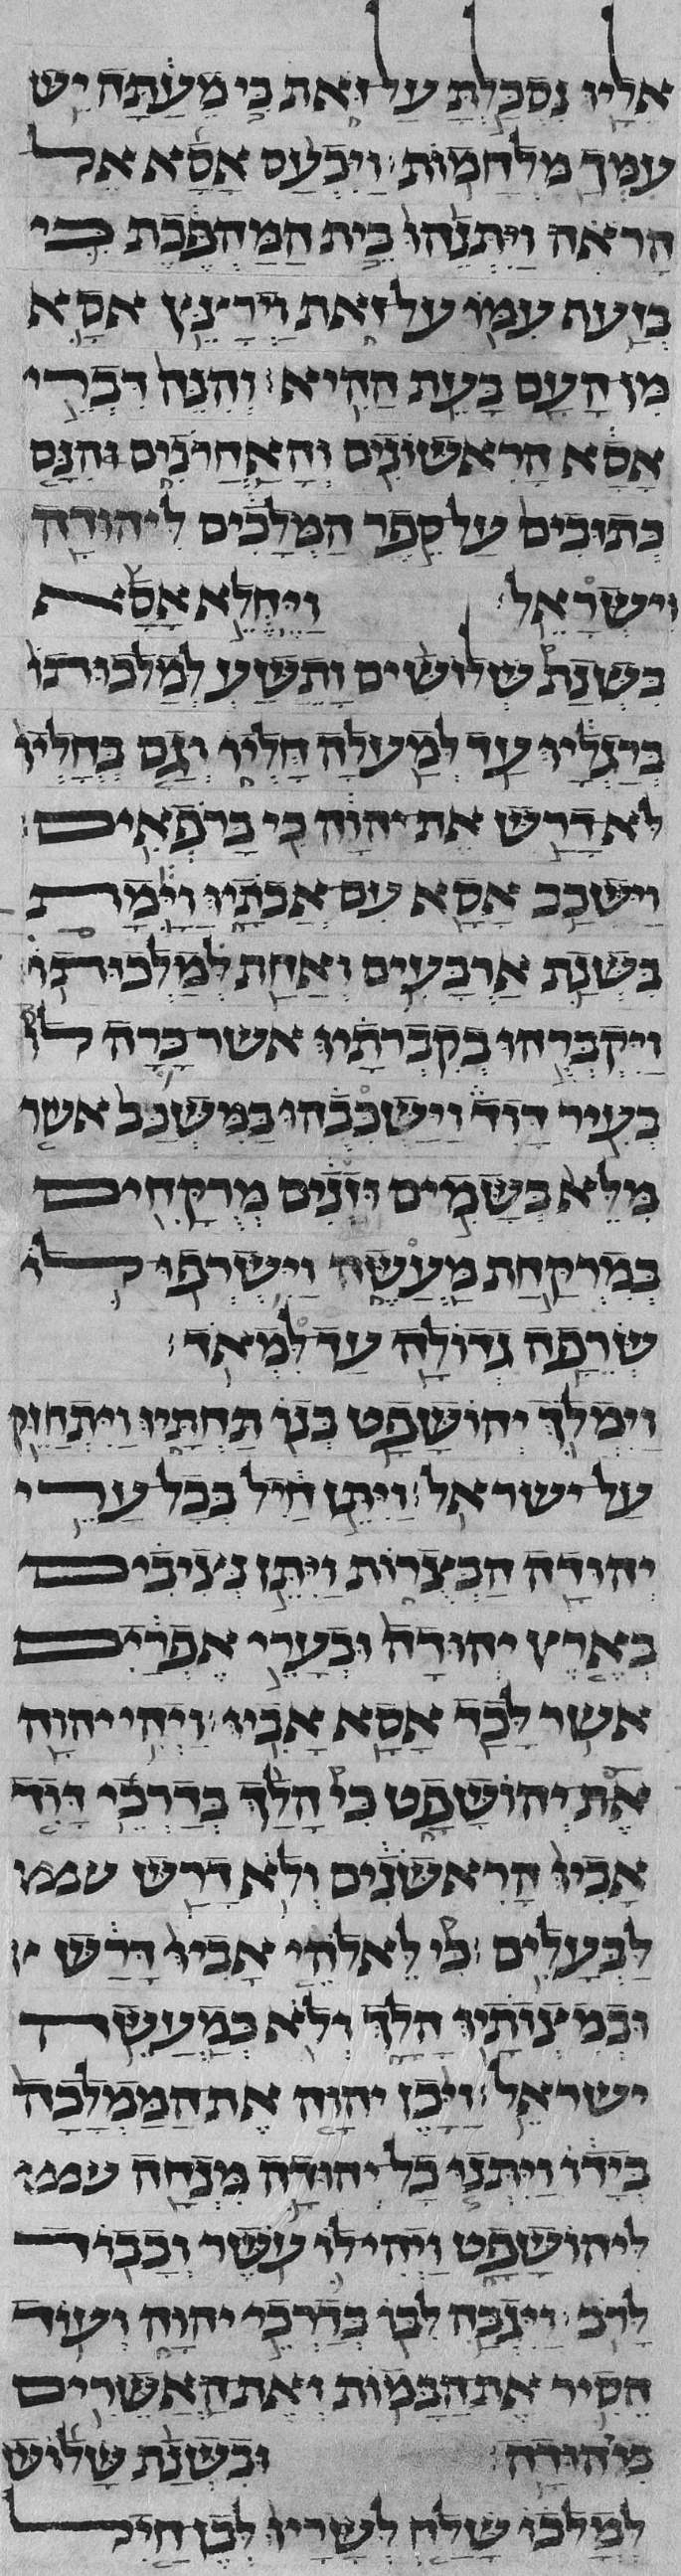 אליו נסכלת על זאת כי מעתה יש
עמך מלחמות׃ ויכעס אסא אל
הראה ויתנהו בית המהפכת כי
בזעף עמו על זאת וירצץ אסא
מן העם בעת ההיא׃ והנה דברי
אסא הראשונים והאחרנים הנם
כתובים על ספר המלכים ליהודה
וישראל׃ ויחלא אסא
בשנת שלושים ותשע למלכותו
ברגליו עד למעלה חליו וגם בחליו
לא דרש את יהוה כי ברפאים׃
וישכב אסא עם אבתיו וימת
בשנת ארבעים ואחת למלכותו׃
ויקברהו בקברתיו אשר כרה לו
בעיר דוד וישכבהו במשכב אשר
מלא בשמים וזנים מרקחים
במרקחת מעשה וישרפו לו
שרפה גדולה עד למאד׃
וימלך יהושפט בנו תחתיו ויתחזק
על ישראל׃ ויתן חיל בכל ערי
יהודה הבצרות ויתן נציבים
בארץ יהודה ובערי אפרים
אשר לכד אסא אביו׃ ויהי יהוה
את יהושפט כי הלך בדרכי דוד
אביו הראשנים ולא דרש
לבעלים׃ כי לאלהי אביו דרש
ובמצותיו הלך ולא כמעשה
ישראל׃ ויכן יהוה את הממלכה
בידו ויתנו כל יהודה מנחה
ליהושפט ויהי לו עשר וכבוד
לרב׃ ויגבה לבו בדרכי יהוה ועוד
הסיר את הבמות ואת האשרים
מיהודה׃ ובשנת שלוש
למלכו שלח לשריו לבן חיל